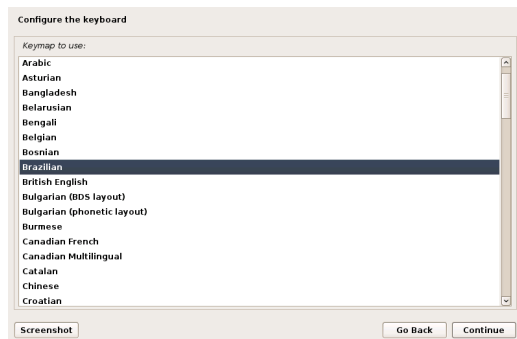 Configure the keyboard
Keymap to use:
Arabic
Asturian
Bangladesh
Belarusian
Bengali
Belgian
Bosnian
Brazilian
British English
Bulgarian (BDS layout)
Bulgarian (phonetic layout)
Burmese
Canadian French
Canadian Multilingual
Catalan
Chinese
Croatian
Screenshot Go Back Continue